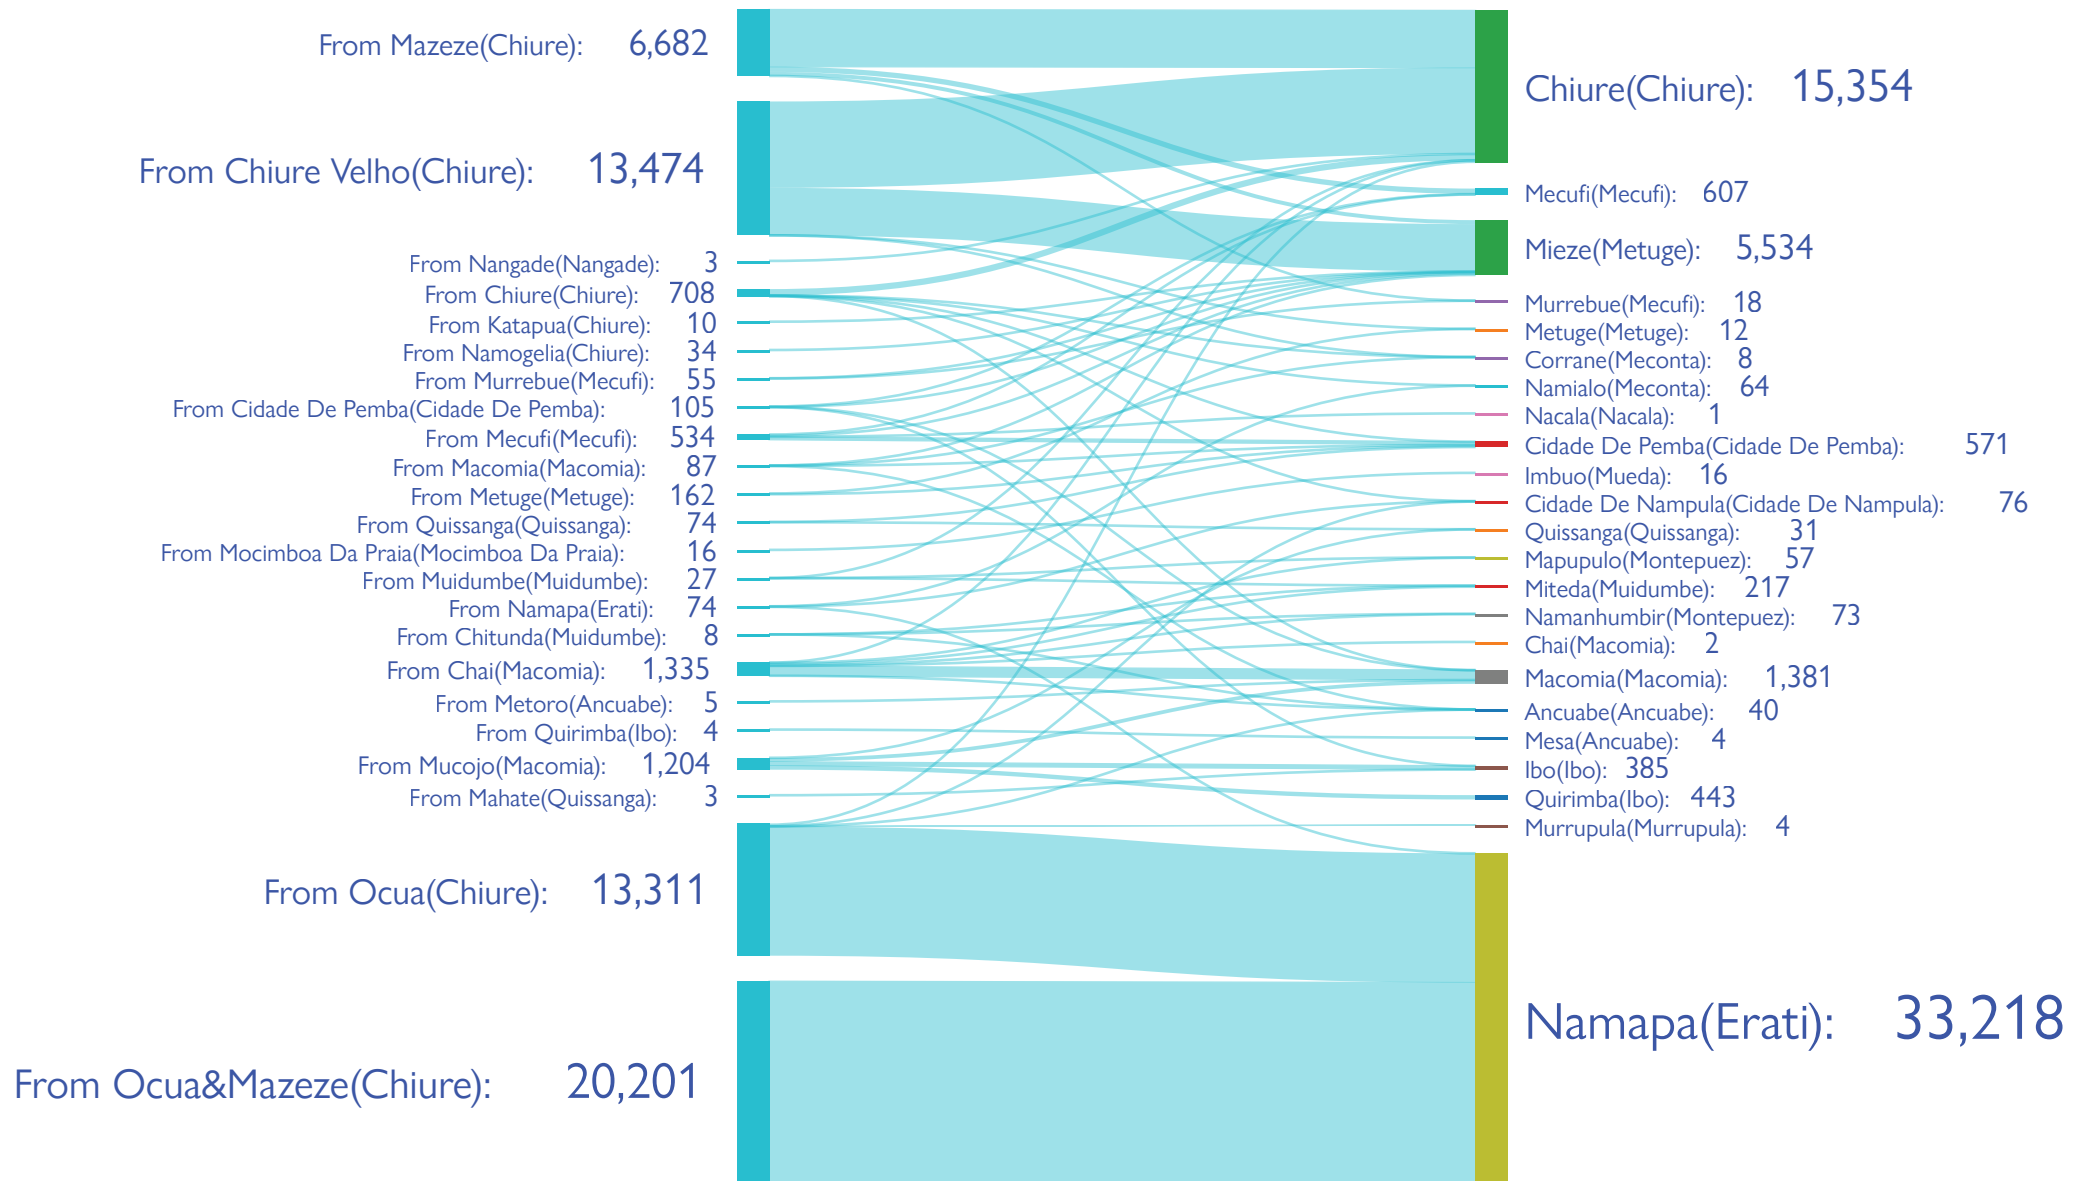 From Mazeze(Chiure): 6,682
From Chiure Velho(Chiure): 13,474
From Nangade(Nangade): 3
From Chiure(Chiure): 708
From Katapua(Chiure): 10
From Namogelia(Chiure): 34
From Murrebue(Mecufi): 55
From Cidade De Pemba(Cidade De Pemba): 105
From Mecufi(Mecufi): 534
From Macomia(Macomia): 87
From Metuge(Metuge): 162
From Quissanga(Quissanga): 74
From Mocimboa Da Praia(Mocimboa Da Praia): 16
From Muidumbe(Muidumbe): 27
From Namapa(Erati): 74
From Chitunda(Muidumbe): 8
From Chai(Macomia): 1,335
From Metoro(Ancuabe): 5
From Quirimba(Ibo): 4
From Mucojo(Macomia): 1,204
From Mahate(Quissanga): 3
From Ocua(Chiure): 13,311
From Ocua&Mazeze(Chiure): 20,201
Chiure(Chiure): 15,354
Mecufi(Mecufi): 607
Mieze(Metuge): 5,534
Murrebue(Mecufi): 18
Metuge(Metuge): 12
Corrane(Meconta): 8
Namialo(Meconta): 64
Nacala(Nacala): 1
Cidade De Pemba(Cidade De Pemba): 571
Imbuo(Mueda): 16
Cidade De Nampula(Cidade De Nampula): 76
Quissanga(Quissanga): 31
Mapupulo(Montepuez): 57
Miteda(Muidumbe): 217
Namanhumbir(Montepuez): 73
Chai(Macomia): 2
Macomia(Macomia): 1,381
Ancuabe(Ancuabe): 40
Mesa(Ancuabe): 4
Ibo(Ibo): 385
Quirimba(Ibo): 443
Murrupula(Murrupula): 4
Namapa(Erati): 33,218